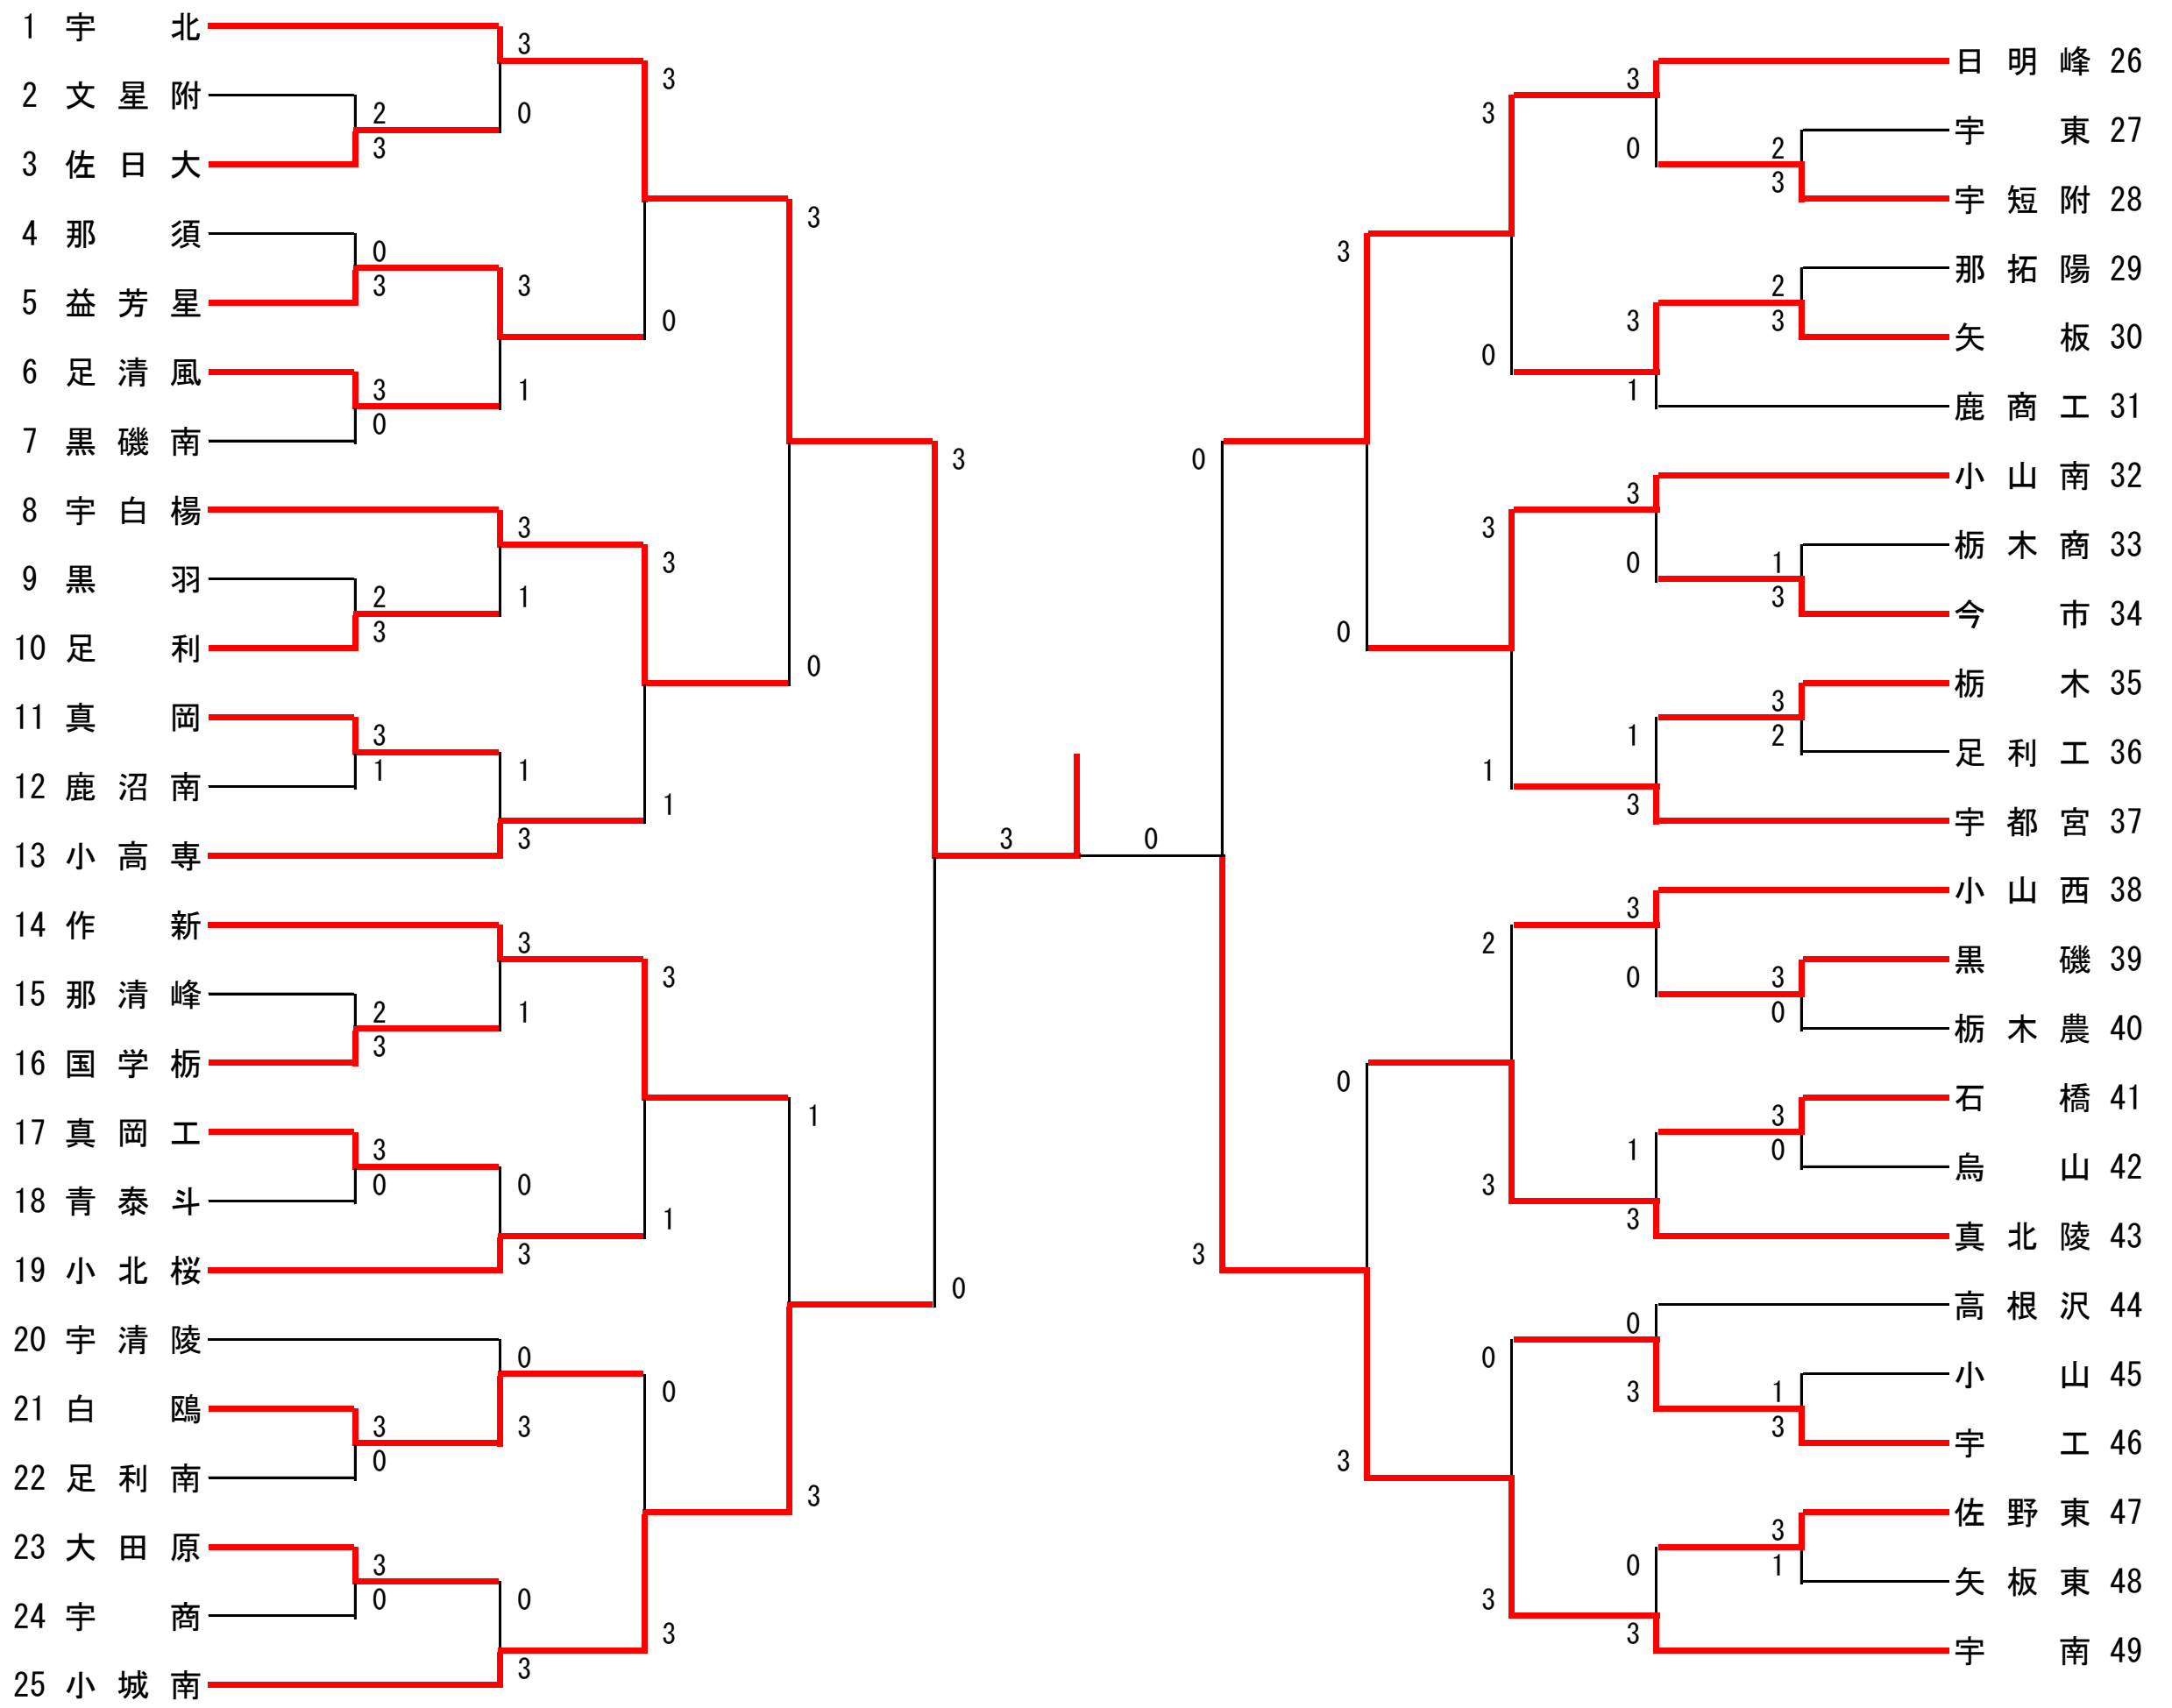 1 宇北
2 文星附
3 佐日大
4 那須
5 益芳星
6 足清風
7 黒磯南
8 宇白楊
9 黒羽
10 足利
11 真岡
12 鹿沼南
13 小高専
14 作新
15 那清峰
16 国学栃
17 真岡工
18 青泰斗
19 小北桜
20 宇清陵
21 白鴎
22 足利南
23 大田原
24 宇商
25 小城南
2
3
0
3
3
0
2
3
3
1
2
3
3
0
3
0
3
0
3
0
3
1
3
1
1
3
3
1
0
3
0
3
0
3
3
0
3
1
3
1
0
3
3
0
1
3
3
0
3
0
0
3
3
0
0
3
3
0
3
1
2
3
0
3
3
0
3
1
3
0
1
3
3
0
1
3
0
3
0
3
2
3
2
3
1
3
3
2
3
0
3
0
1
3
3
1
日明峰 26
宇東 27
宇短附 28
那拓陽 29
矢板 30
鹿商工 31
小山南 32
栃木商 33
今市 34
栃木 35
足利工 36
宇都宮 37
小山西 38
黒磯 39
栃木農 40
石橋 41
烏山 42
真北陵 43
高根沢 44
小山 45
宇工 46
佐野東 47
矢板東 48
宇南 49